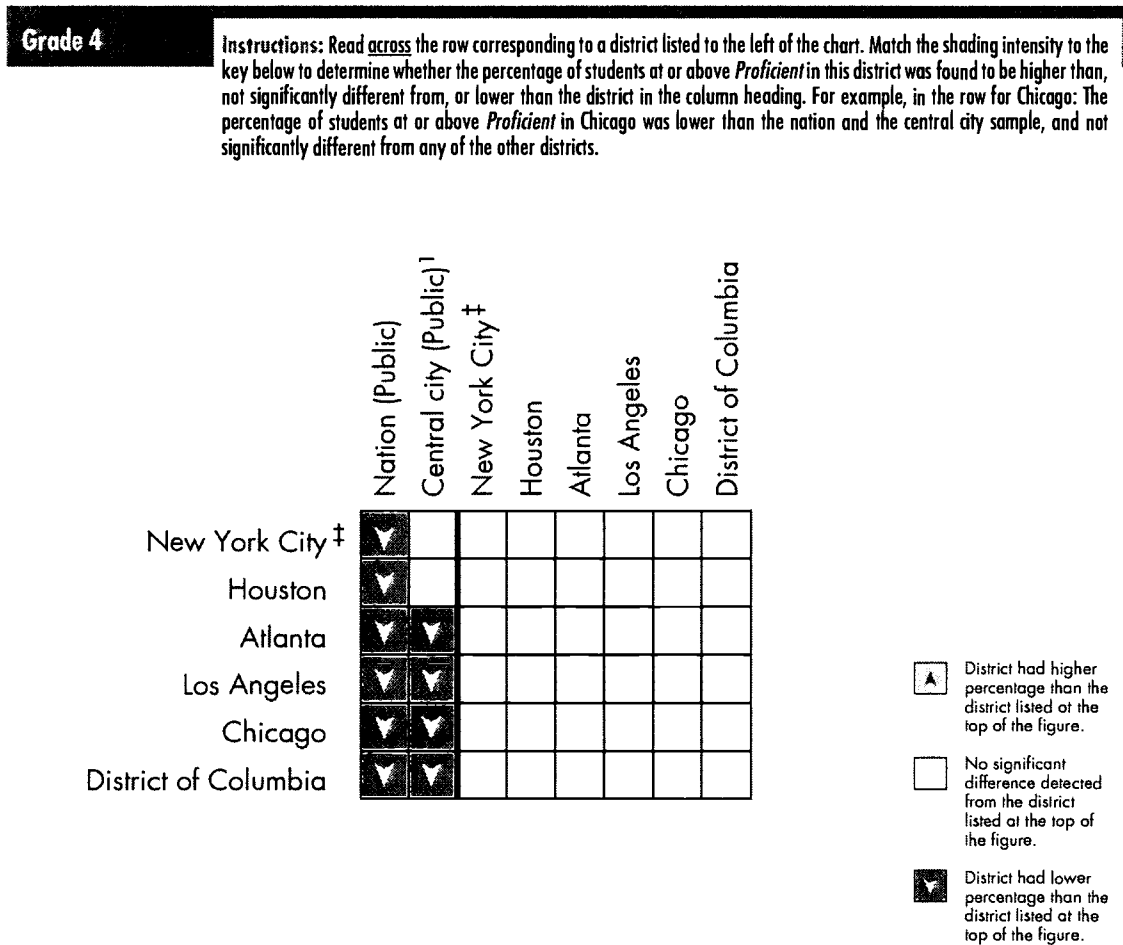 Grade 4
Instructions: Read across the row corresponding to a district listed to the left of the chart. Match the shading intensity to the
key below to determine whether the percentage of students at or above Proficient in this district was found to be higher than,
not significantly different from, or lower than the district in the column heading. For example, in the row for Chicago: The
percentage of students at or above Proficient in Chicago was lower than the nation and the central city sample, and not
significantly different from any of the other districts.
Nation (Public)
Central city (Public)¹
New York City‡
Houston
Atlanta
Los Angeles
Chicago
District of Columbia
New York City‡
Houston
Atlanta
Los Angeles
Chicago
District of Columbia
District had higher
percentage than the
district listed at the
top of the figure.
No significant
difference detected
from the district
listed at the top of
the figure.
District had lower
percentage than the
district listed at the
top of the figure.